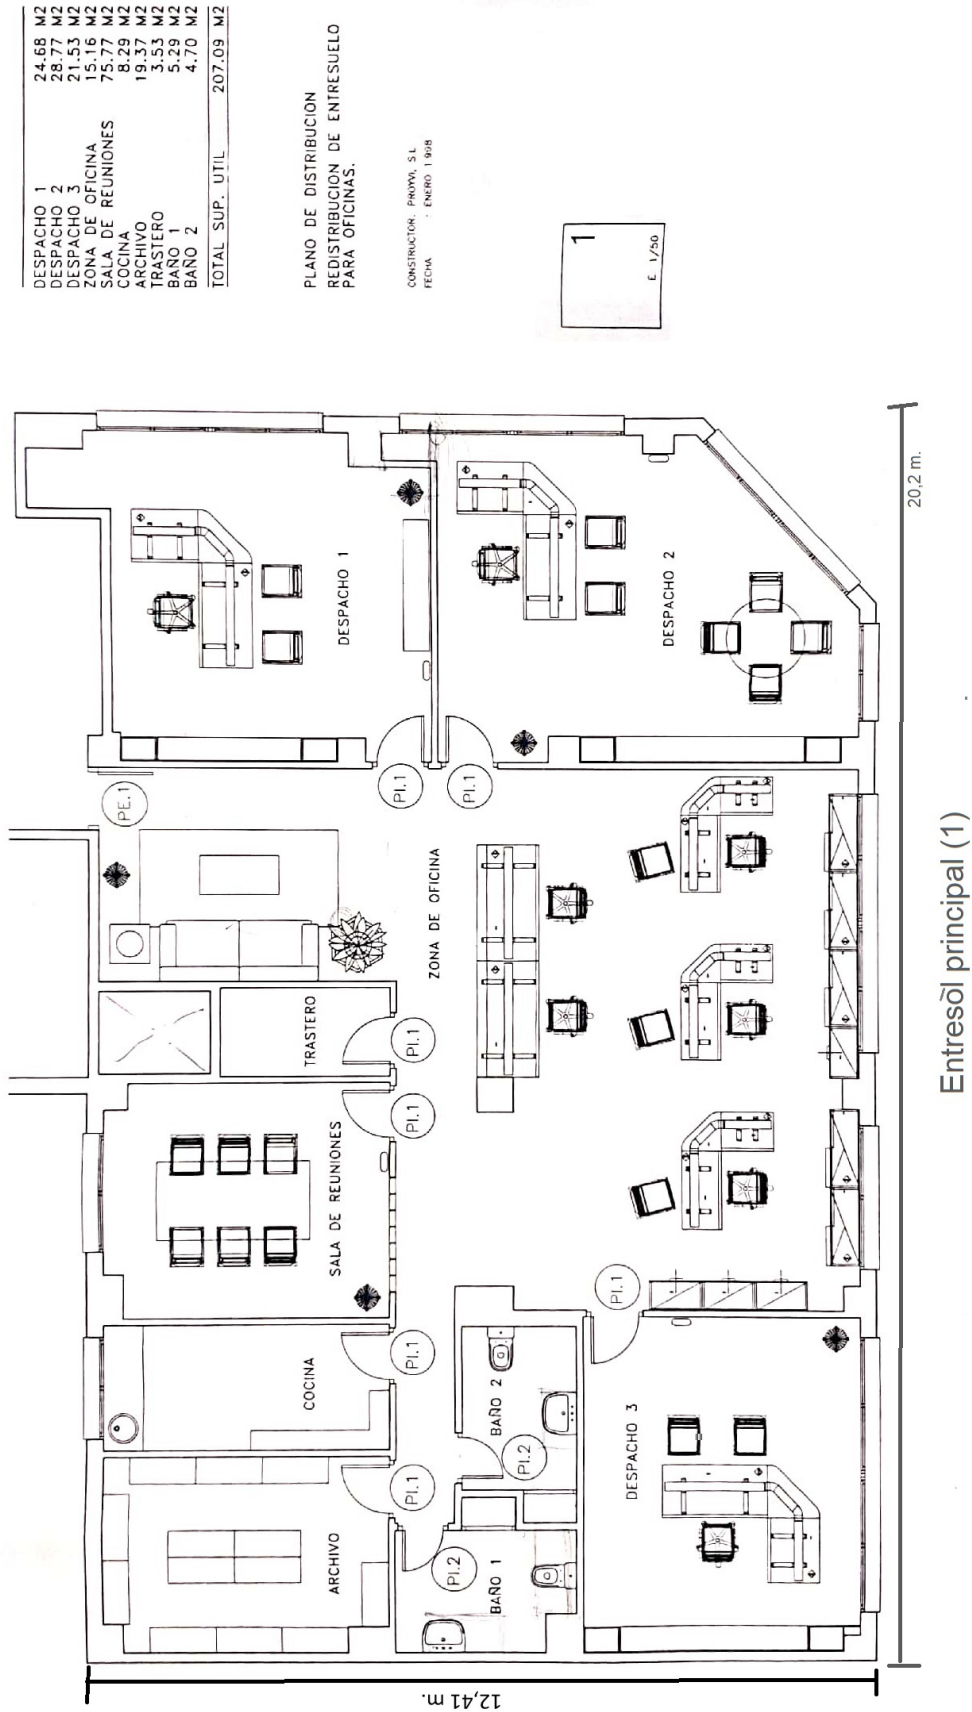 DESPACHO 1 24.68 M2
DESPACHO 2 28.77 M2
DESPACHO 3 21.53 M2
ZONA DE OFICINA 15.16 M2
SALA DE REUNIONES 75.77 M2
COCINA 8.29 M2
ARCHIVO 19.37 M2
TRASTERO 3.53 M2
BAÑO 1 5.29 M2
BAÑO 2 4.70 M2
TOTAL SUP. UTIL 207.09 M2
PLANO DE DISTRIBUCION
REDISTRIBUCION DE ENTRESUELO
PARA OFICINAS.
CONSTRUCTOR: PROYVI, S L
FECHA : ENERO 1 998
1
E 1/50
PE.1
DESPACHO 1
PI.1
PI.1
DESPACHO 2
ZONA DE OFICINA
TRASTERO
PI.1
PI.1
SALA DE REUNIONES
PI.1
COCINA
PI.1
ARCHIVO
PI.1
BAÑO 2
PI.2
PI.2
BAÑO 1
DESPACHO 3
20,2 m.
12,41 m.
Entresõl principal (1)